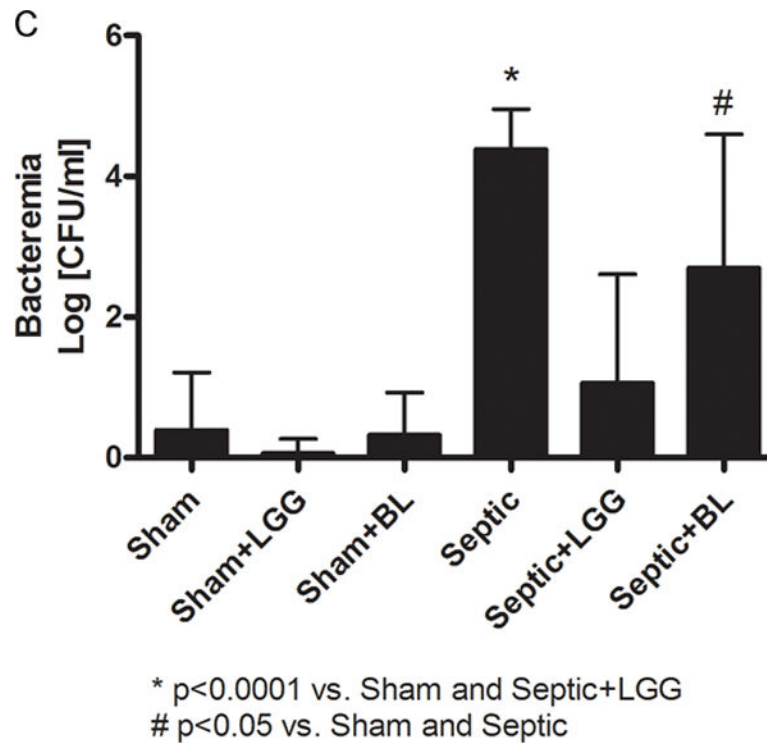 C
6
4
2
0
Bacteremia
Log [CFU/ml]
*
#
Sham
Sham+LGG
Sham+BL
Septic
Septic+LGG
Septic+BL
* p<0.0001 vs. Sham and Septic+LGG
# p<0.05 vs. Sham and Septic